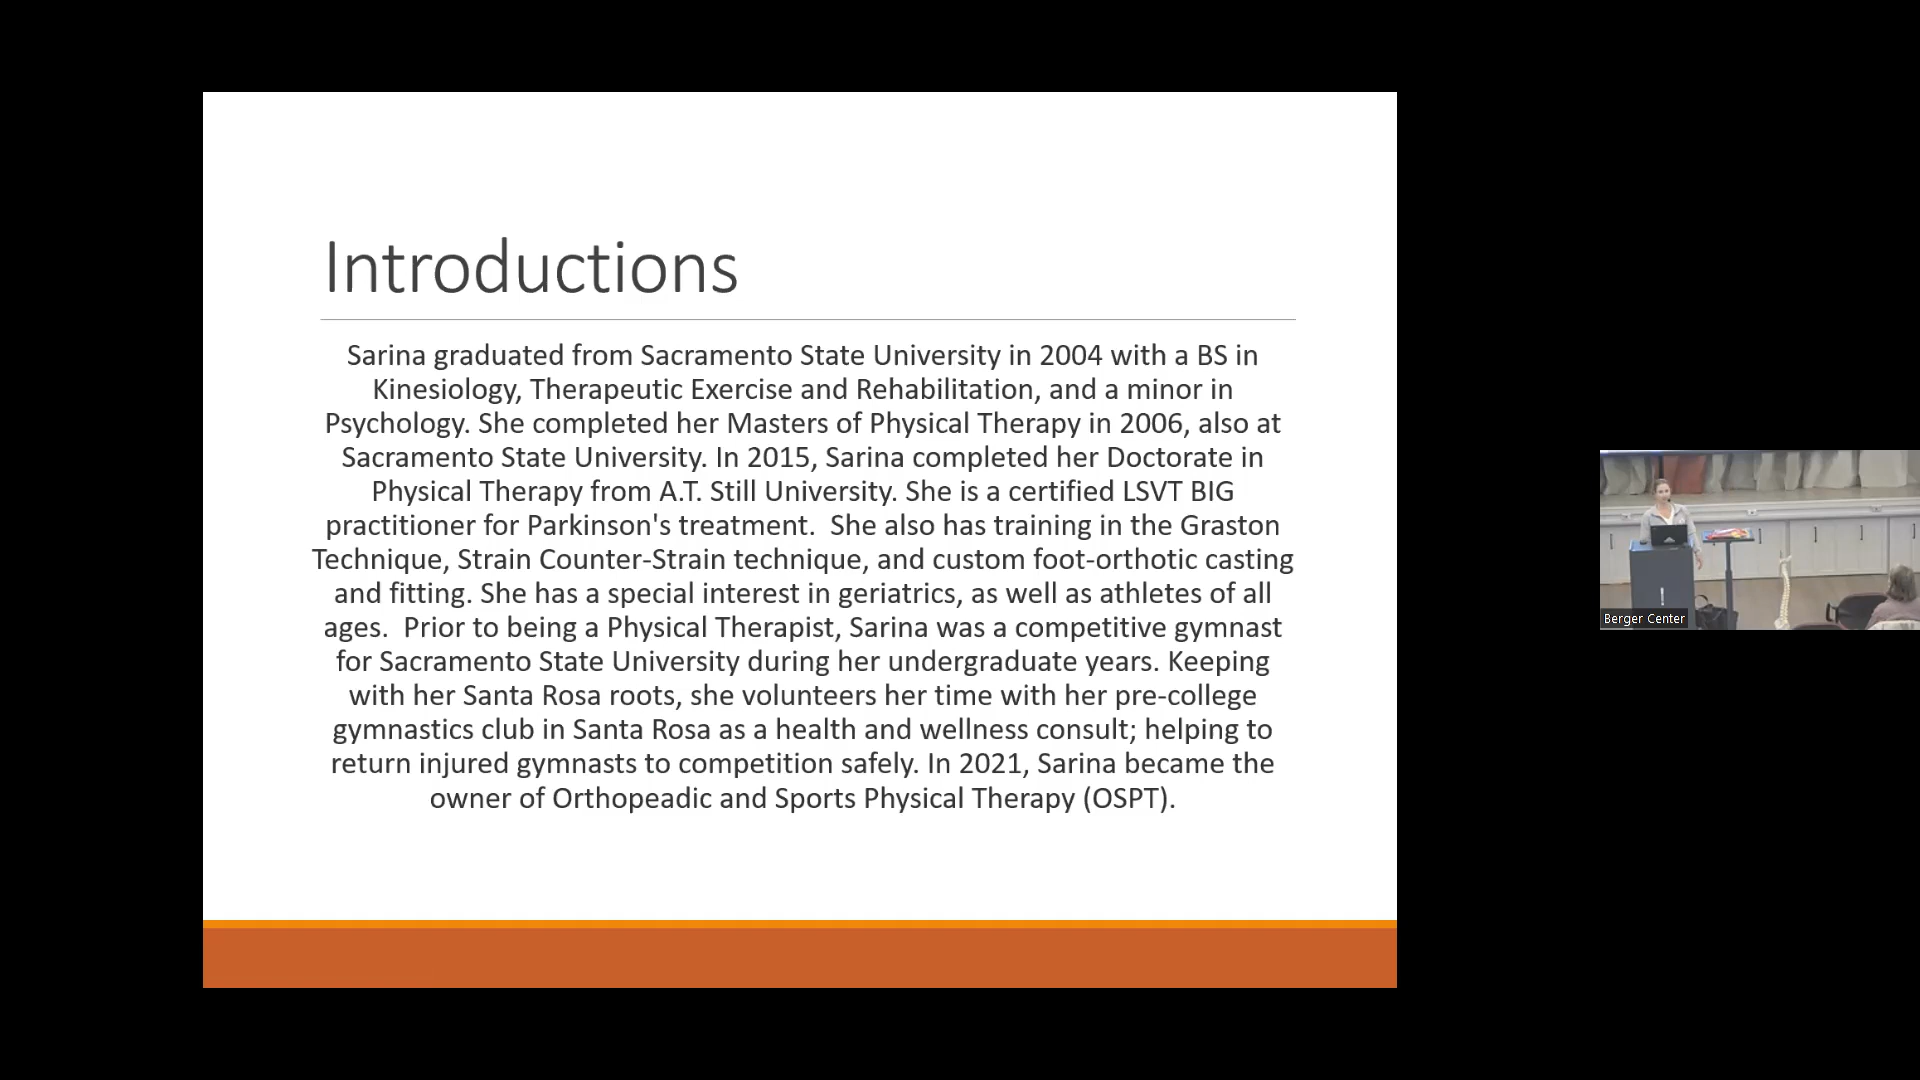 Introductions
Sarina graduated from Sacramento State University in 2004 with a BS in
Kinesiology, Therapeutic Exercise and Rehabilitation, and a minor in
Psychology. She completed her Masters of Physical Therapy in 2006, also at
Sacramento State University. In 2015, Sarina completed her Doctorate in
Physical Therapy from A.T. Still University. She is a certified LSVT BIG
practitioner for Parkinson's treatment.  She also has training in the Graston
Technique, Strain Counter-Strain technique, and custom foot-orthotic casting
and fitting. She has a special interest in geriatrics, as well as athletes of all
ages.  Prior to being a Physical Therapist, Sarina was a competitive gymnast
for Sacramento State University during her undergraduate years. Keeping
with her Santa Rosa roots, she volunteers her time with her pre-college
gymnastics club in Santa Rosa as a health and wellness consult; helping to
return injured gymnasts to competition safely. In 2021, Sarina became the
owner of Orthopeadic and Sports Physical Therapy (OSPT).
Berger Center